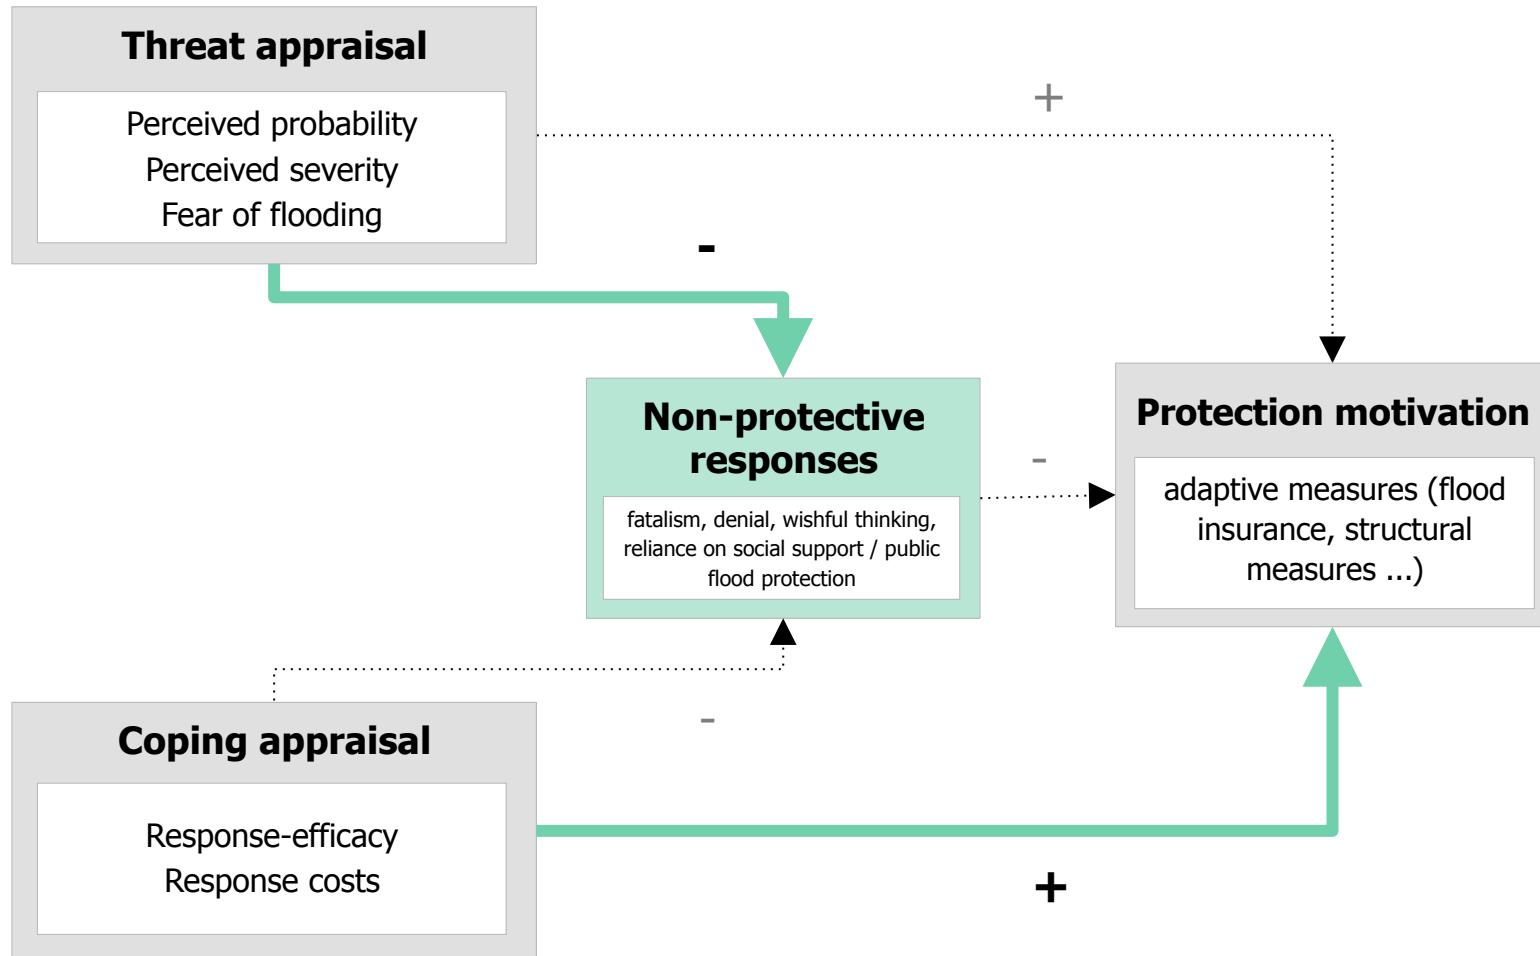 Threat appraisal
Perceived probability
Perceived severity
Fear of flooding
+
-
Non-protective
responses
fatalism, denial, wishful thinking,
reliance on social support / public
flood protection
-
Protection motivation
adaptive measures (flood
insurance, structural
measures ...)
-
Coping appraisal
Response-efficacy
Response costs
+